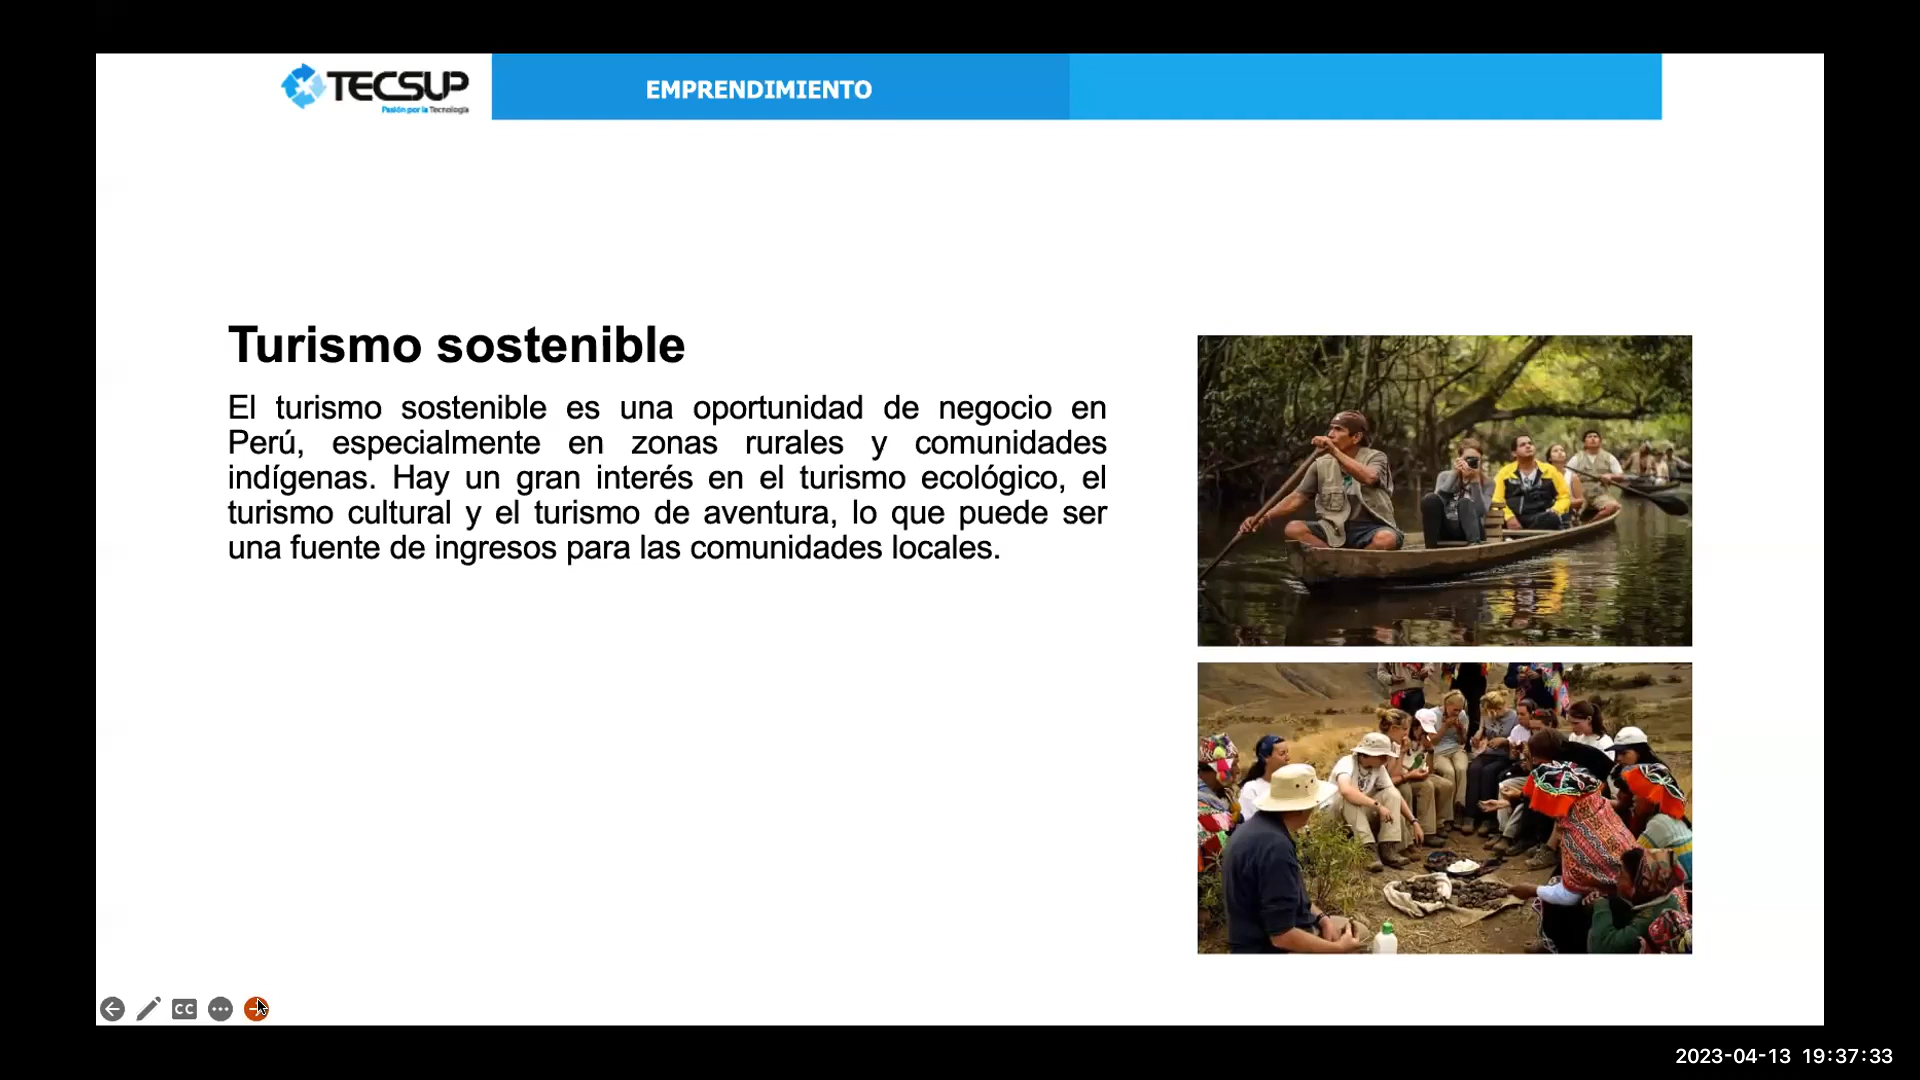 TECSUP
Pasión por la Tecnología
EMPRENDIMIENTO
Turismo sostenible
El turismo sostenible es una oportunidad de negocio en
Perú, especialmente en zonas rurales y comunidades
indígenas. Hay un gran interés en el turismo ecológico, el
turismo cultural y el turismo de aventura, lo que puede ser
una fuente de ingresos para las comunidades locales.
CC
2023-04-13 19:37:33